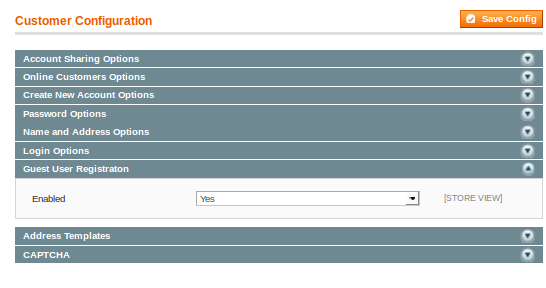 Customer Configuration
Save Config
Account Sharing Options
Online Customers Options
Create New Account Options
Password Options
Name and Address Options
Login Options
Guest User Registraton
Enabled Yes [STORE VIEW]
Address Templates
CAPTCHA